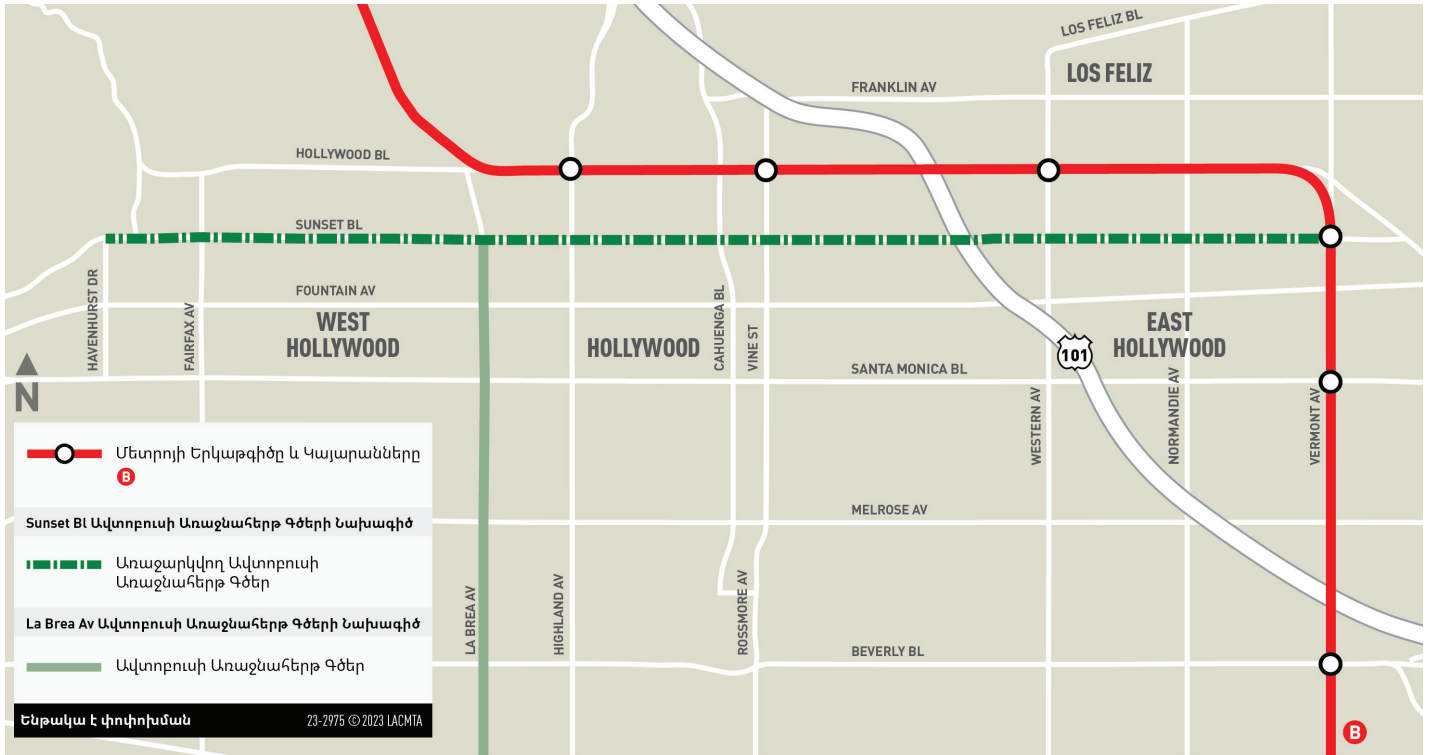 LOS FELIZ BL
LOS FELIZ
FRANKLIN AV
HOLLYWOOD BL
SUNSET BL
HAVENHURST DR
FAIRFAX AV
FOUNTAIN AV
WEST
HOLLYWOOD
HOLLYWOOD
CAHUENGA BL
VINE ST
EAST
HOLLYWOOD
101
SANTA MONICA BL
WESTERN AV
NORMANDIE AV
VERMONT AV
N
MELROSE AV
LA BREA AV
HIGHLAND AV
ROSSMORE AV
BEVERLY BL
B
Մետրոյի Երկաթգիծը և Կայարանները
B
Sunset Bl Ավտոբուսի Առաջնահերթ Գծերի Նախագիծ
Առաջարկվող Ավտոբուսի
Առաջնահերթ Գծեր
La Brea Av Ավտոբուսի Առաջնահերթ Գծերի Նախագիծ
Ավտոբուսի Առաջնահերթ Գծեր
Ենթակա է փոփոխման 23-2975 © 2023 LACMTA